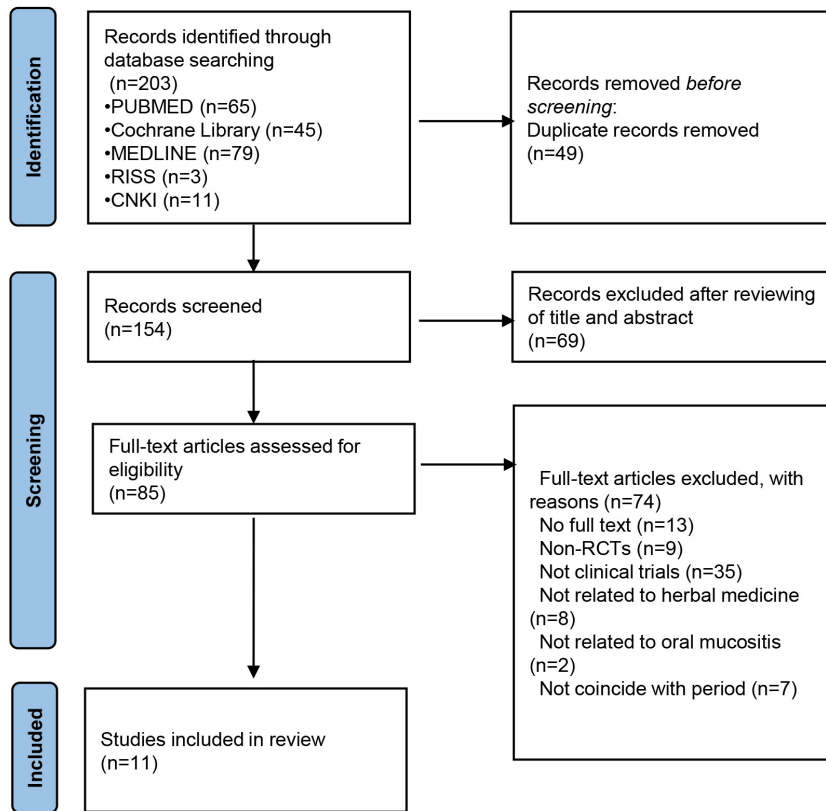 Identification
Records identified through
database searching
(n=203)
•PUBMED (n=65)
•Cochrane Library (n=45)
•MEDLINE (n=79)
•RISS (n=3)
•CNKI (n=11)
Records removed before
screening:
Duplicate records removed
(n=49)
Screening
Records screened
(n=154)
Records excluded after reviewing
of title and abstract
(n=69)
Full-text articles assessed for
eligibility
(n=85)
Full-text articles excluded, with
reasons (n=74)
No full text (n=13)
Non-RCTs (n=9)
Not clinical trials (n=35)
Not related to herbal medicine
(n=8)
Not related to oral mucositis
(n=2)
Not coincide with period (n=7)
Included
Studies included in review
(n=11)